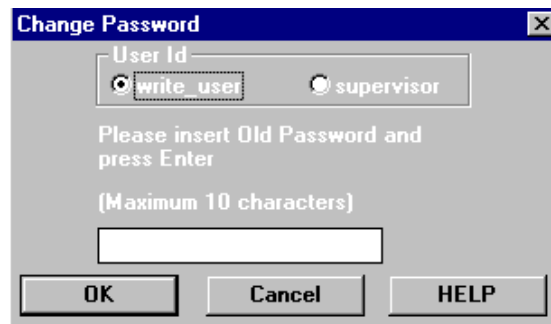 Change Password
User Id
write_user supervisor
Please insert Old Password and
press Enter
(Maximum 10 characters)
OK Cancel HELP